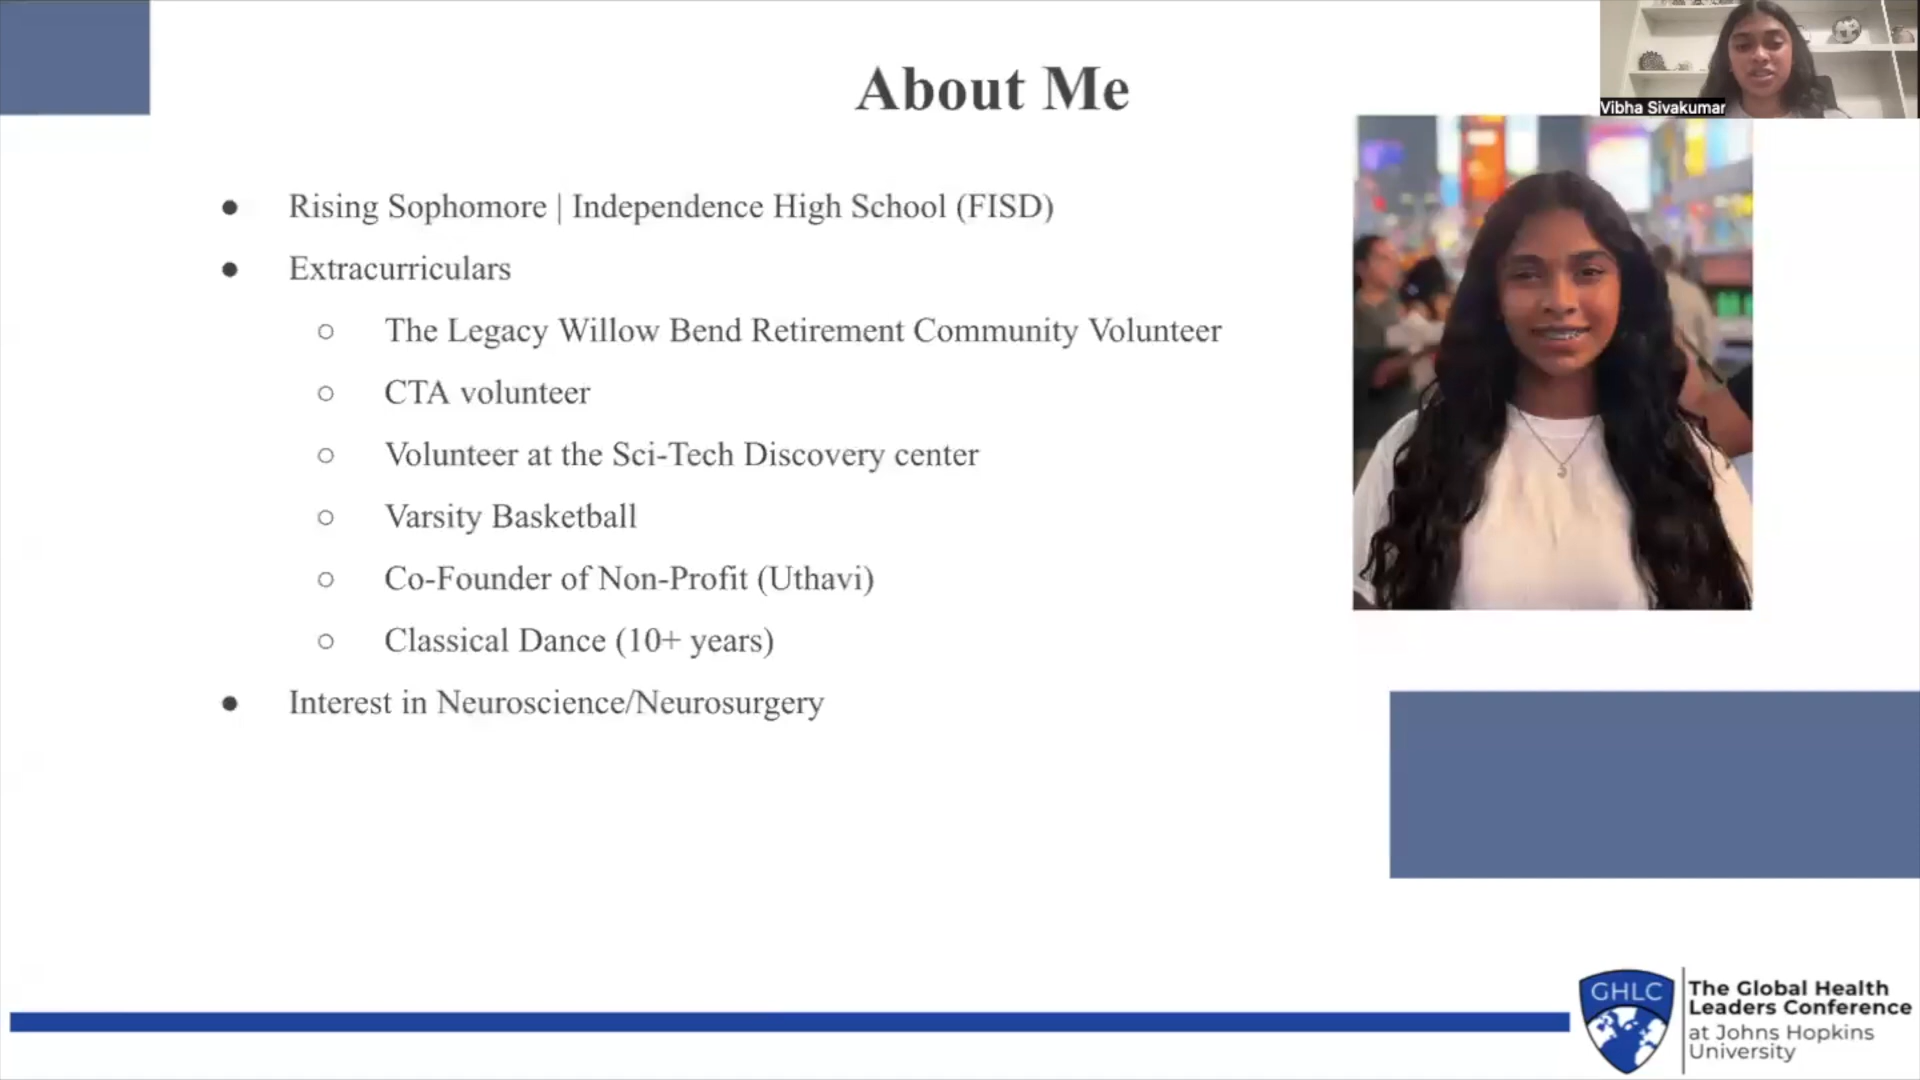 About Me
Vibha Sivakumar
Rising Sophomore | Independence High School (FISD)
Extracurriculars
The Legacy Willow Bend Retirement Community Volunteer
CTA volunteer
Volunteer at the Sci-Tech Discovery center
Varsity Basketball
Co-Founder of Non-Profit (Uthavi)
Classical Dance (10+ years)
Interest in Neuroscience/Neurosurgery
GHLC
The Global Health
Leaders Conference
at Johns Hopkins
University